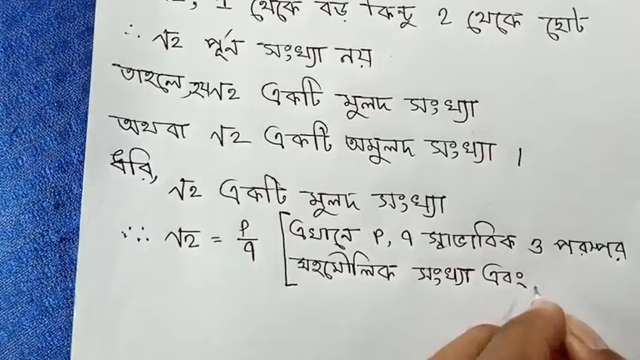 1 থেকে বড় কিন্তু 2 থেকে ছোট
∴ √2 পূর্ন সংখ্যা নয়
তাহলে, √2 একটি মূলদ সংখ্যা
অথবা √2 একটি অমূলদ সংখ্যা ।
ধরি, √2 একটি মূলদ সংখ্যা
∴ √2 = p/q [এখানে p, q স্বাভাবিক ও পরস্পর
সহমৌলিক সংখ্যা এবং